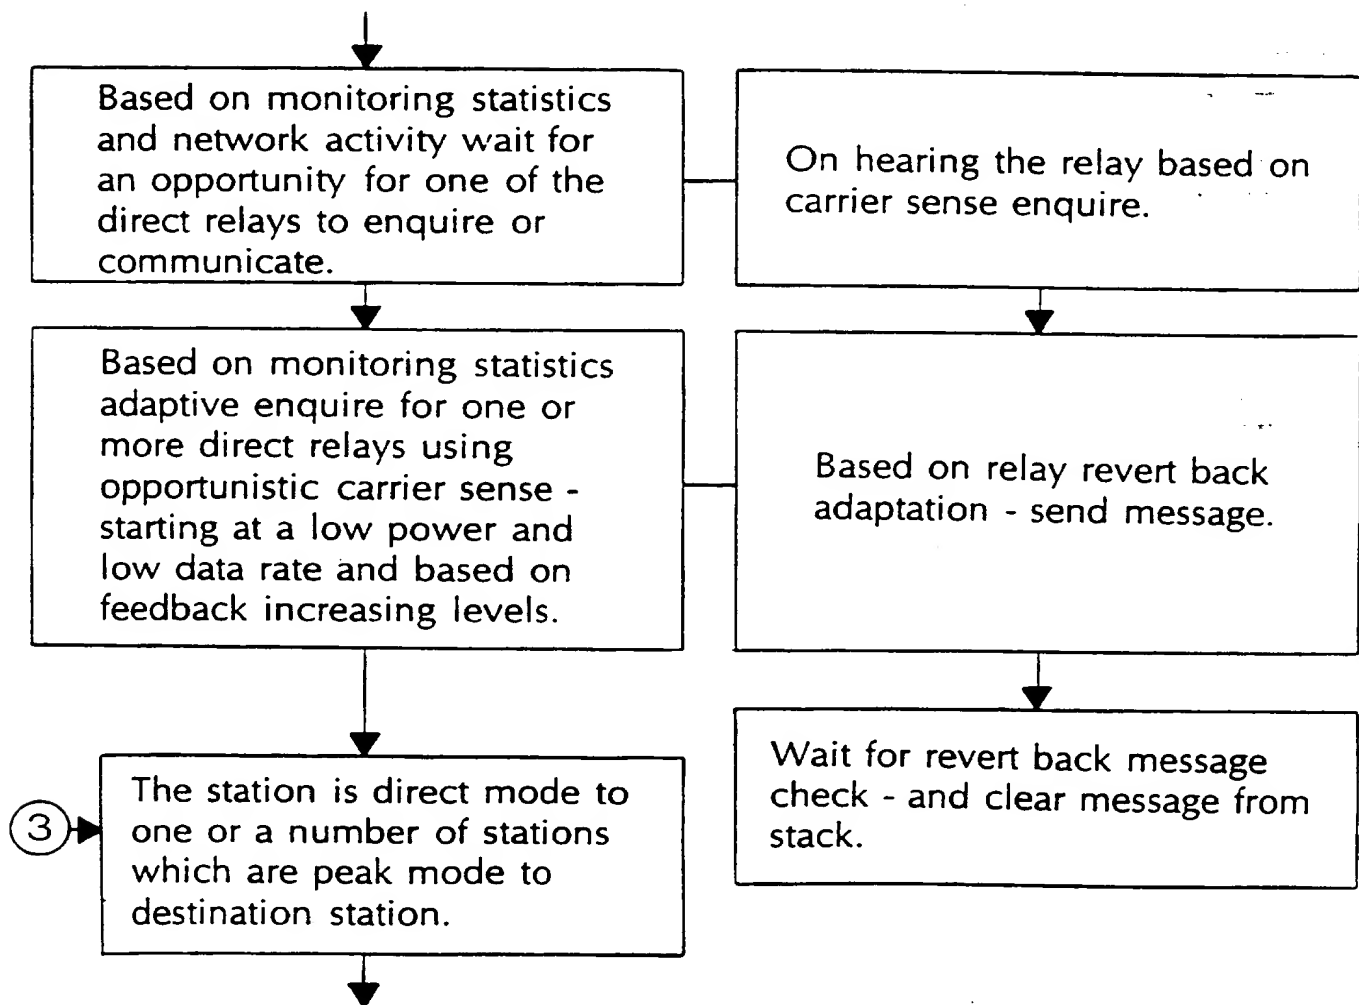 Based on monitoring statistics
and network activity wait for
an opportunity for one of the
direct relays to enquire or
communicate.
On hearing the relay based on
carrier sense enquire.
Based on monitoring statistics
adaptive enquire for one or
more direct relays using
opportunistic carrier sense -
starting at a low power and
low data rate and based on
feedback increasing levels.
Based on relay revert back
adaptation - send message.
3
The station is direct mode to
one or a number of stations
which are peak mode to
destination station.
Wait for revert back message
check - and clear message from
stack.